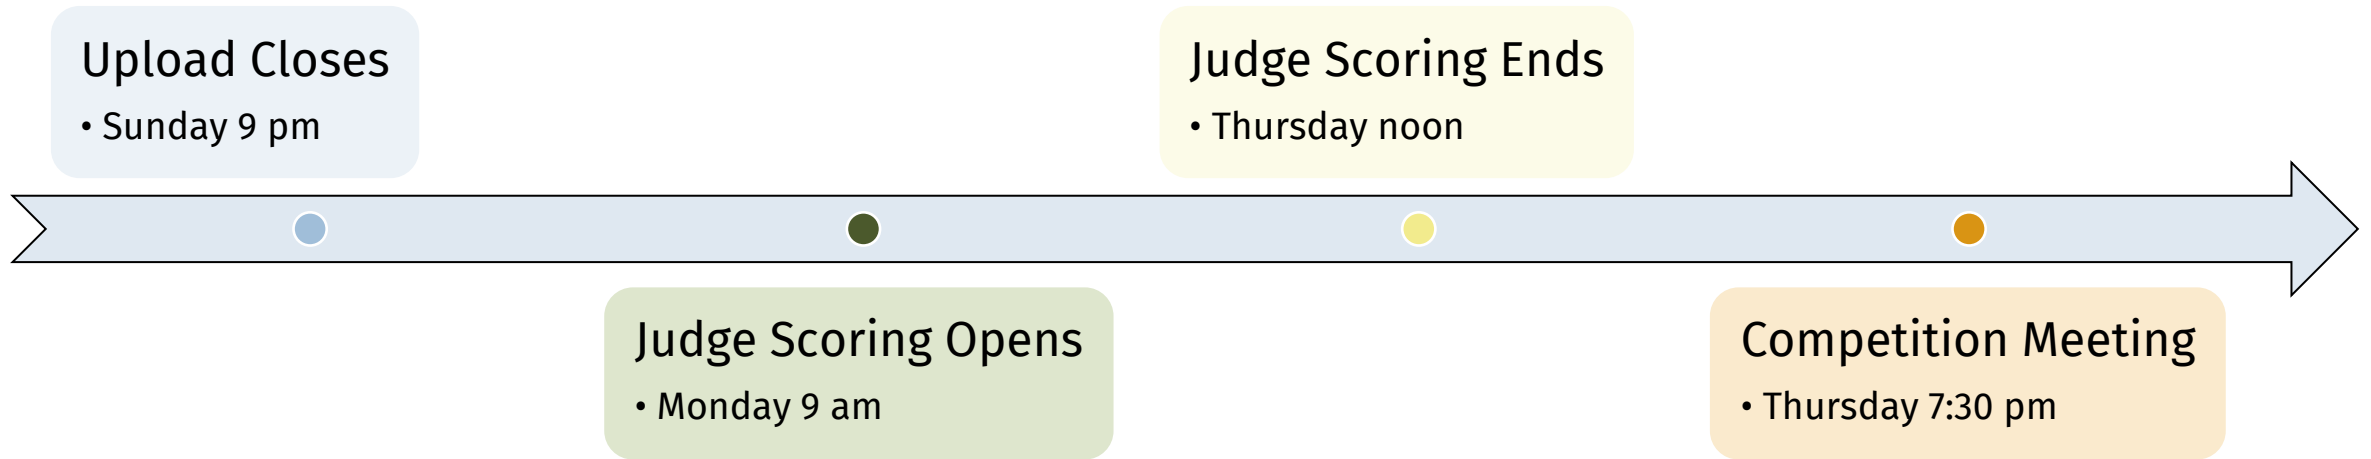 Upload Closes
• Sunday 9 pm
Judge Scoring Opens
• Monday 9 am
Judge Scoring Ends
• Thursday noon
Competition Meeting
• Thursday 7:30 pm